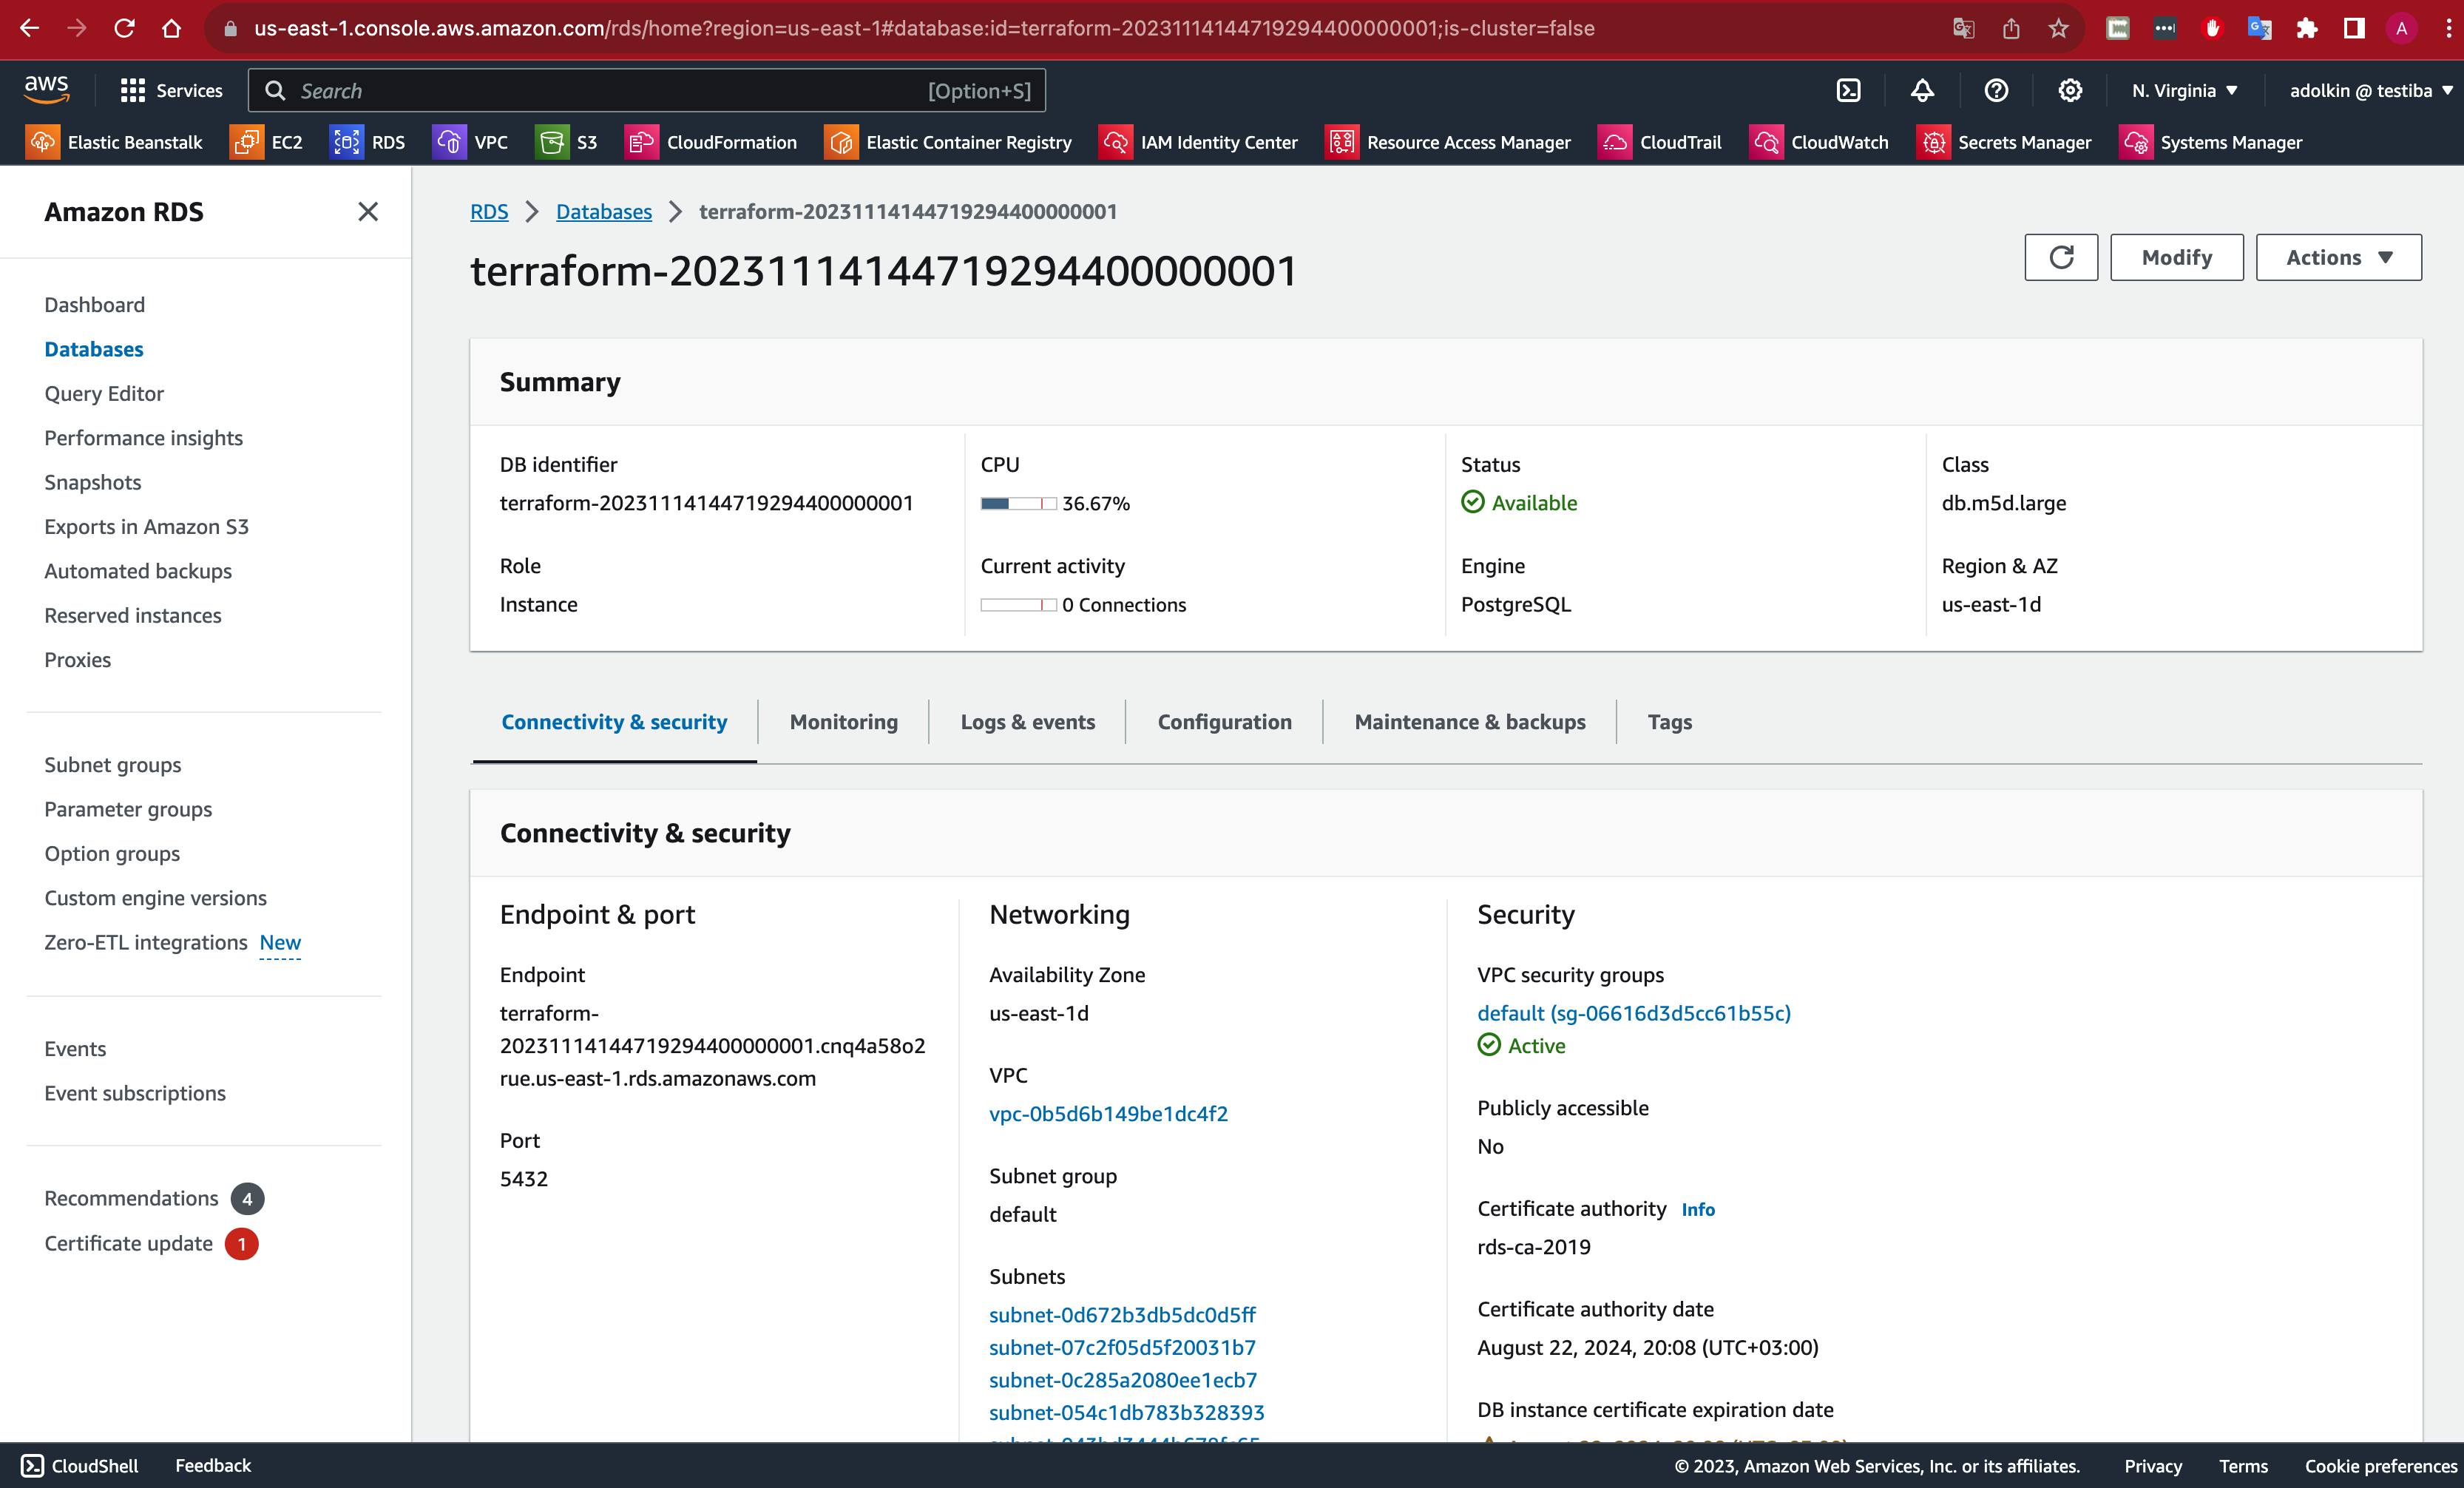 us-east-1.console.aws.amazon.com/rds/home?region=us-east-1#database:id=terraform-20231114144719294400000001;is-cluster=false
A
aws
Services
Search
[Option+S]
N. Virginia
adolkin @ testiba
Elastic Beanstalk
EC2
RDS
VPC
S3
CloudFormation
Elastic Container Registry
IAM Identity Center
Resource Access Manager
CloudTrail
CloudWatch
Secrets Manager
Systems Manager
Amazon RDS
Dashboard
Databases
Query Editor
Performance insights
Snapshots
Exports in Amazon S3
Automated backups
Reserved instances
Proxies
Subnet groups
Parameter groups
Option groups
Custom engine versions
Zero-ETL integrations New
Events
Event subscriptions
Recommendations 4
Certificate update 1
RDS > Databases > terraform-20231114144719294400000001
terraform-20231114144719294400000001
Modify
Actions
Summary
DB identifier
terraform-20231114144719294400000001
CPU
36.67%
Status
Available
Class
db.m5d.large
Role
Instance
Current activity
0 Connections
Engine
PostgreSQL
Region & AZ
us-east-1d
Connectivity & security
Monitoring
Logs & events
Configuration
Maintenance & backups
Tags
Connectivity & security
Endpoint & port
Endpoint
terraform-
20231114144719294400000001.cnq4a58o2
rue.us-east-1.rds.amazonaws.com
Port
5432
Networking
Availability Zone
us-east-1d
VPC
vpc-0b5d6b149be1dc4f2
Subnet group
default
Subnets
subnet-0d672b3db5dc0d5ff
subnet-07c2f05d5f20031b7
subnet-0c285a2080ee1ecb7
subnet-054c1db783b328393
Security
VPC security groups
default (sg-06616d3d5cc61b55c)
Active
Publicly accessible
No
Certificate authority Info
rds-ca-2019
Certificate authority date
August 22, 2024, 20:08 (UTC+03:00)
DB instance certificate expiration date
CloudShell
Feedback
© 2023, Amazon Web Services, Inc. or its affiliates.
Privacy
Terms
Cookie preferences